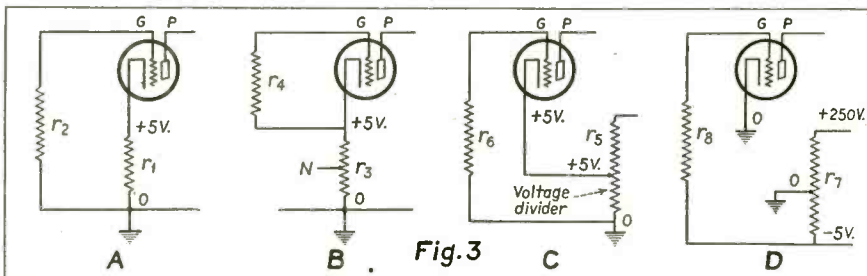 G P
r2
+5V.
r1
0
A
G P
r4
+5V.
N
r3
0
B
Fig.3
G P
r6
+5V.
r5
+5V.
Voltage
divider
0
C
G P
0
r8
+250V.
0
r7
-5V.
D